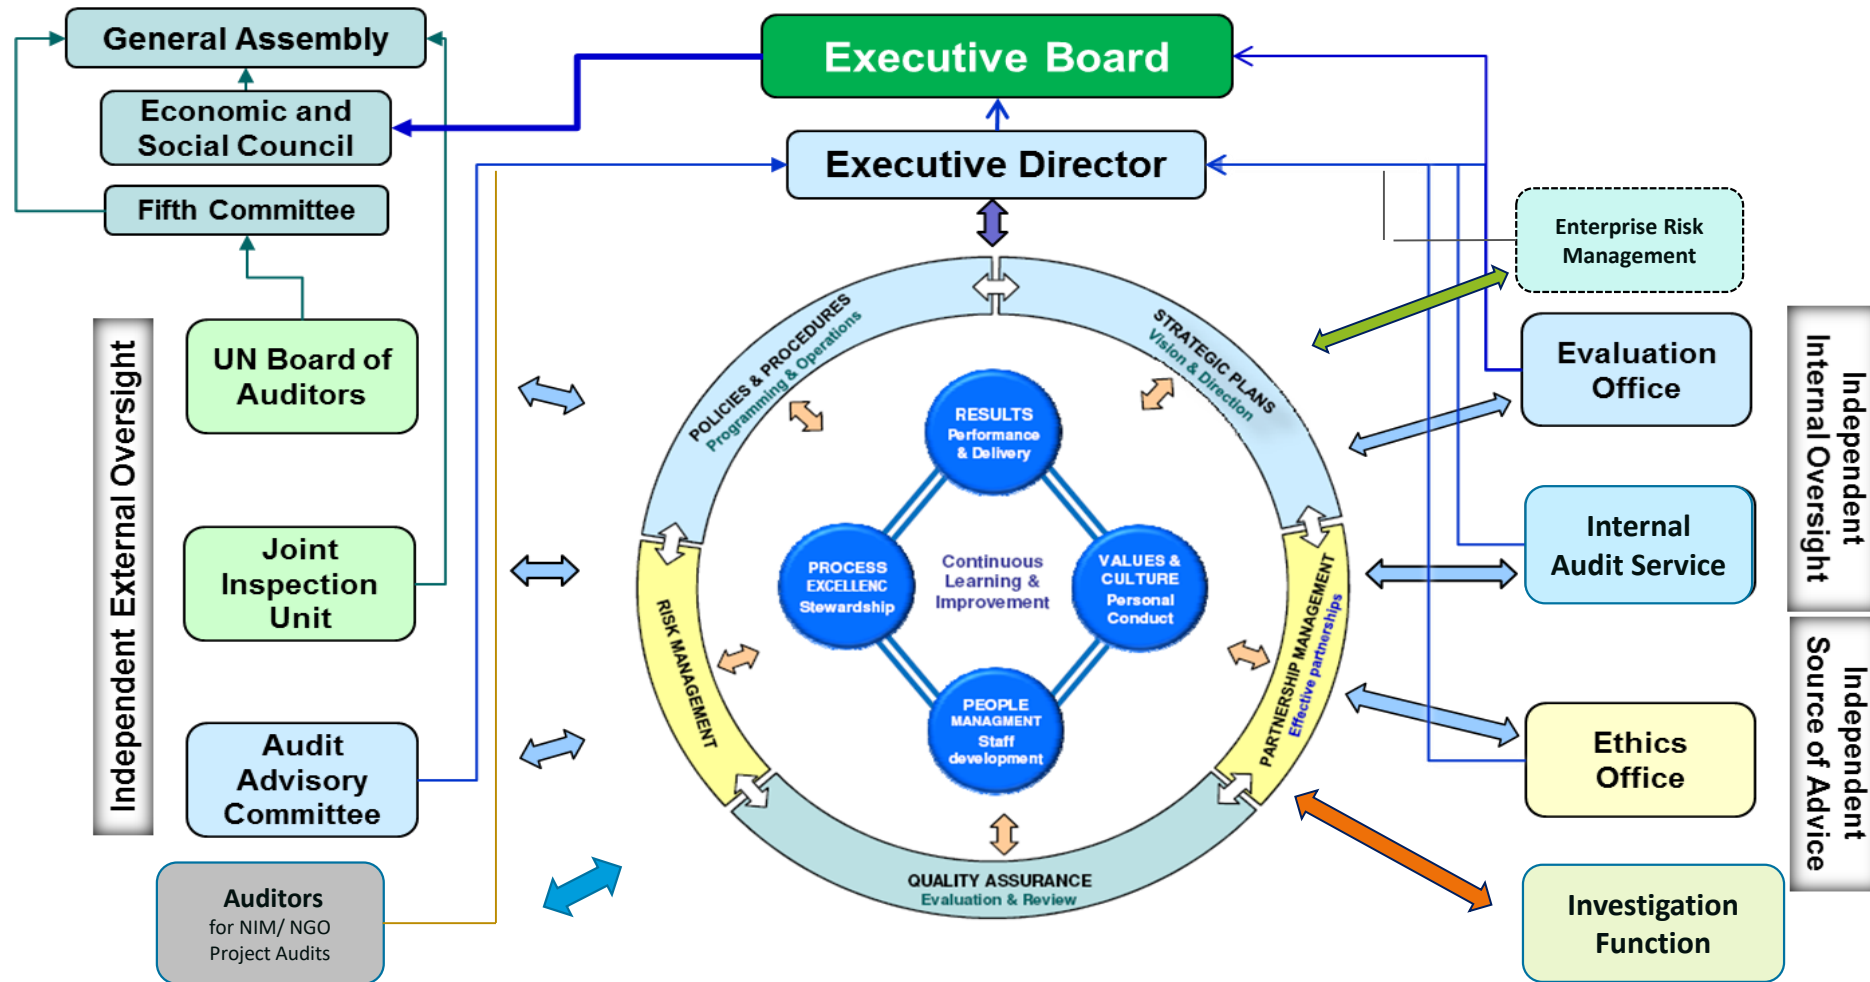 General Assembly
Executive Board
Economic and
Social Council
Executive Director
Fifth Committee
Enterprise Risk
Management
Independent External Oversight
UN Board of
Auditors
Joint
Inspection
Unit
Audit
Advisory
Committee
Auditors
for NIM/ NGO
Project Audits
POLICIES & PROCEDURES
Programming & Operations
STRATEGIC PLANS
Vision & Direction
RISK MANAGEMENT
PARTNERSHIP MANAGEMENT
Effective partnerships
QUALITY ASSURANCE
Evaluation & Review
RESULTS
Performance
& Delivery
PROCESS
EXCELLENC
Stewardship
Continuous
Learning &
Improvement
VALUES &
CULTURE
Personal
Conduct
PEOPLE
MANAGMENT
Staff
development
Evaluation
Office
Internal
Audit Service
Ethics
Office
Investigation
Function
Independent
Internal Oversight
Independent
Source of Advice